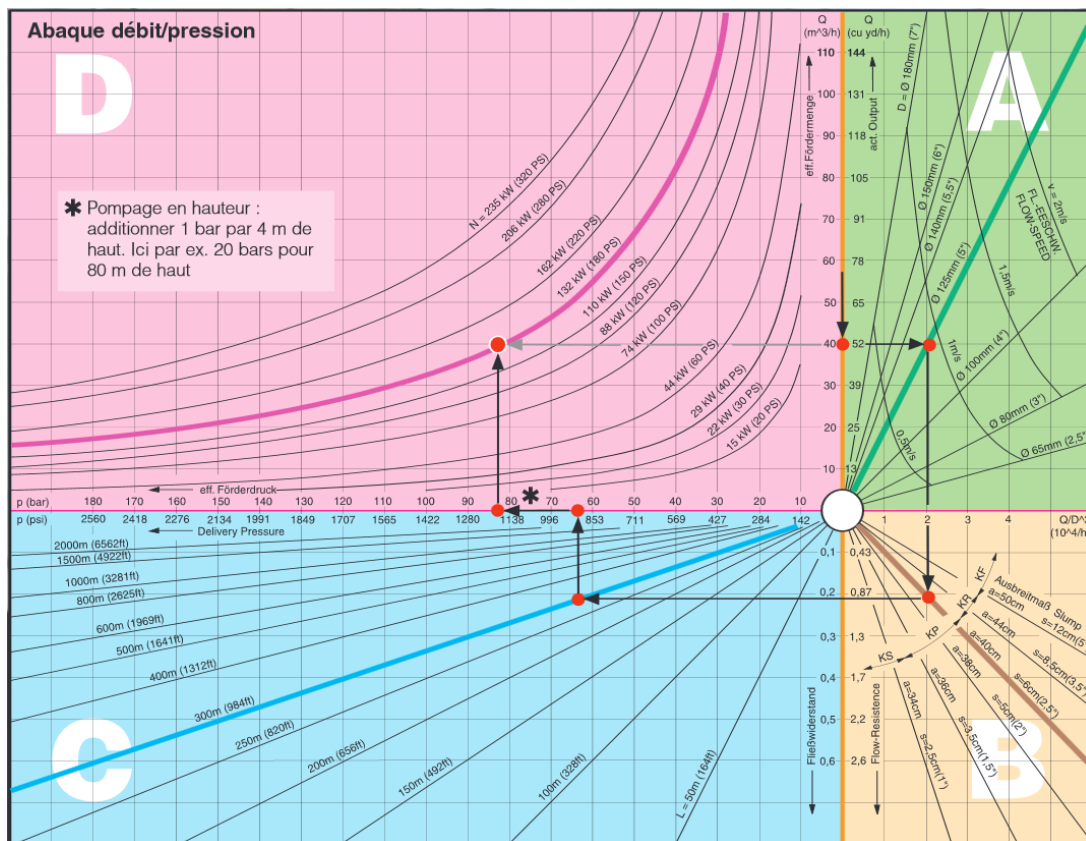 Abaque débit/pression
D
A
C
B
✱ Pompage en hauteur :
additionner 1 bar par 4 m de
haut. Ici par ex. 20 bars pour
80 m de haut
N = 235 kW (320 PS)
206 kW (280 PS)
162 kW (220 PS)
132 kW (180 PS)
110 kW (150 PS)
88 kW (120 PS)
74 kW (100 PS)
44 kW (60 PS)
29 kW (40 PS)
22 kW (30 PS)
15 kW (20 PS)
eff. Förderdruck
✱
Q
(m^3/h)
110
100
90
80
70
60
50
40
30
20
10
eff.Fördermenge
Q
(cu yd/h)
144
131
118
105
91
78
65
52
39
25
13
act. Output
D = Ø 180mm (7")
Ø 150mm (6")
Ø 140mm (5,5")
Ø 125mm (5")
Ø 100mm (4")
Ø 80mm (3")
Ø 65mm (2,5"
v = 2m/s
FL.-EESCHW.
FLOW-SPEED
1,5m/s
1m/s
0,5m/s
p (bar) 180 170 160 150 140 130 120 110 100 90 80 70 60 50 40 30 20 10
p (psi) 2560 2418 2276 2134 1991 1849 1707 1565 1422 1280 1138 996 853 711 569 427 284 142
Delivery Pressure
2000m (6562ft)
1500m (4922ft)
1000m (3281ft)
800m (2625ft)
600m (1969ft)
500m (1641ft)
400m (1312ft)
300m (984ft)
250m (820ft)
200m (656ft)
150m (492ft)
100m (328ft)
L = 50m (164ft)
0,1
0,2
0,3
0,4
0,5
0,6
Fließwiderstand
0,43
0,87
1,3
1,7
2,2
2,6
Flow-Resistence
1 2 3 4
Q/D^
(10^4/h
KF
KR
KP
KS
Ausbreitmaß Slump
a=50cm
a=44cm
a=40cm
a=38cm
a=36cm
a=34cm
s=12cm(5"
s=8,5cm(3,5")
s=6cm(2,5")
s=5cm(2")
s=3,5cm(1,5")
s=2,5cm(1")